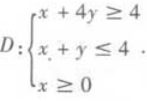 D:{x + 4y ≥ 4
x + y ≤ 4 .
x ≥ 0